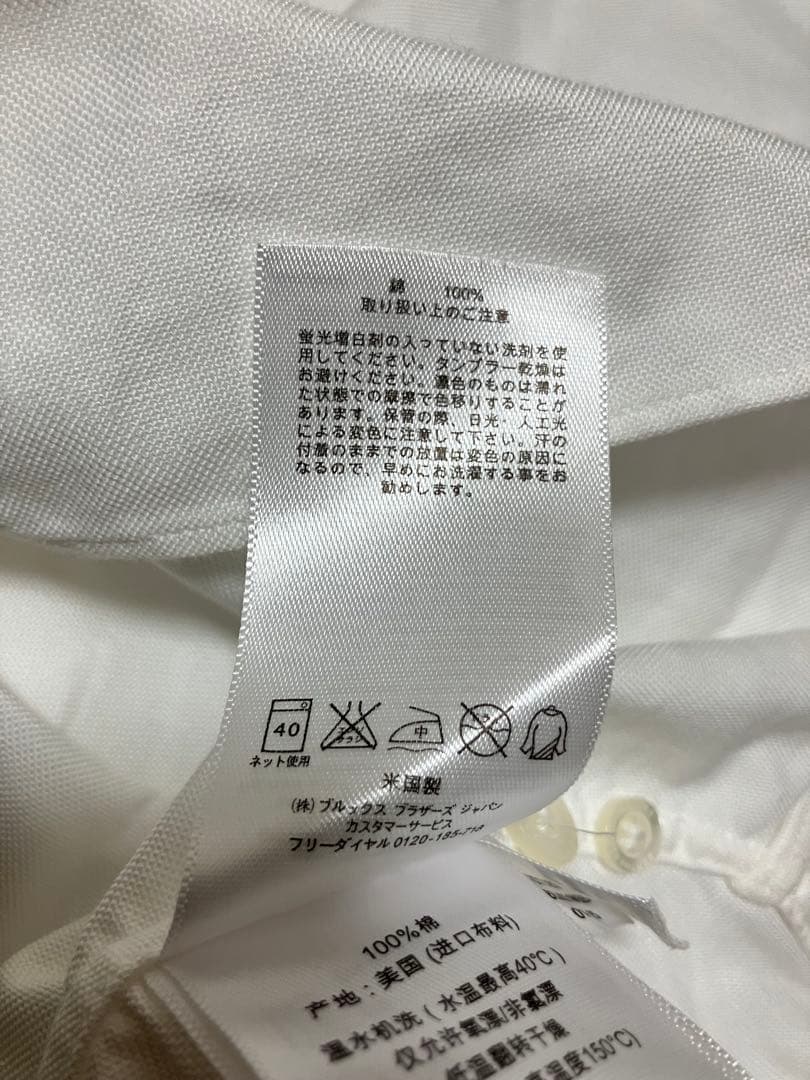 綿 100%
取り扱い上のご注意
蛍光増白剤の入っていない洗剤を使
用してください。タンブラー乾燥は
お避けください。濃色のものは濡れ
た状態での摩擦で色移りすることが
あります。保管の際、日光、人工光
による変色に注意して下さい。汗の
付着のままでの放置は変色の原因に
なるので、早めにお洗濯する事をお
勧めします。
40
エンソ
サラシ
中
ネット使用
米国製
(株)ブルックス ブラザーズ ジャパン
カスタマーサービス
フリーダイヤル 0120-185-718
100%棉
产地:美国(进口布料)
温水机洗(水温最高40°C)
仅允许氧漂/非氯漂
低温翻转干燥
温度150°C)